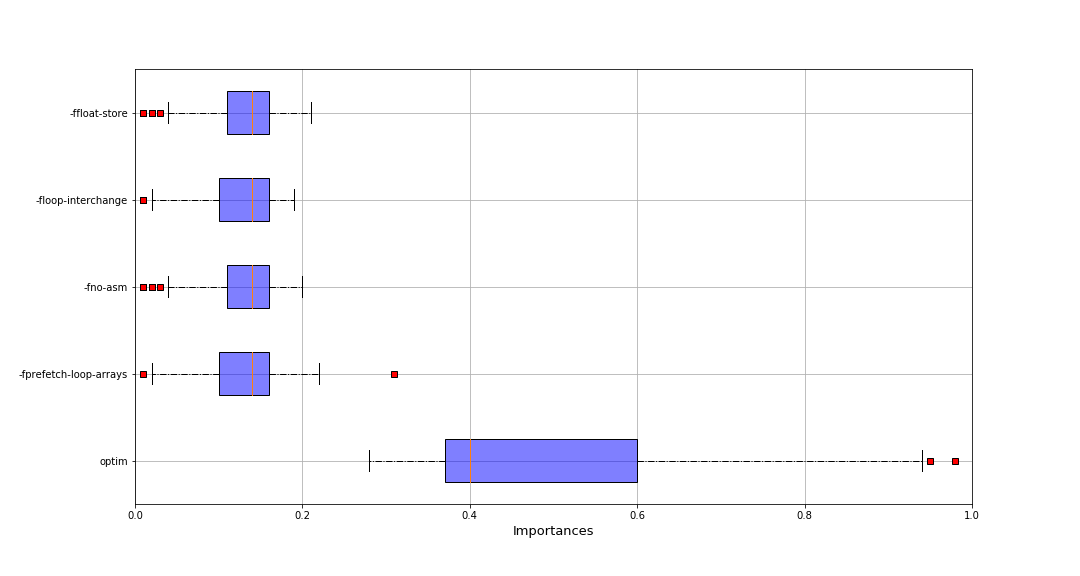 -ffloat-store
-floop-interchange
-fno-asm
-fprefetch-loop-arrays
optim
0.0 0.2 0.4 0.6 0.8 1.0
Importances